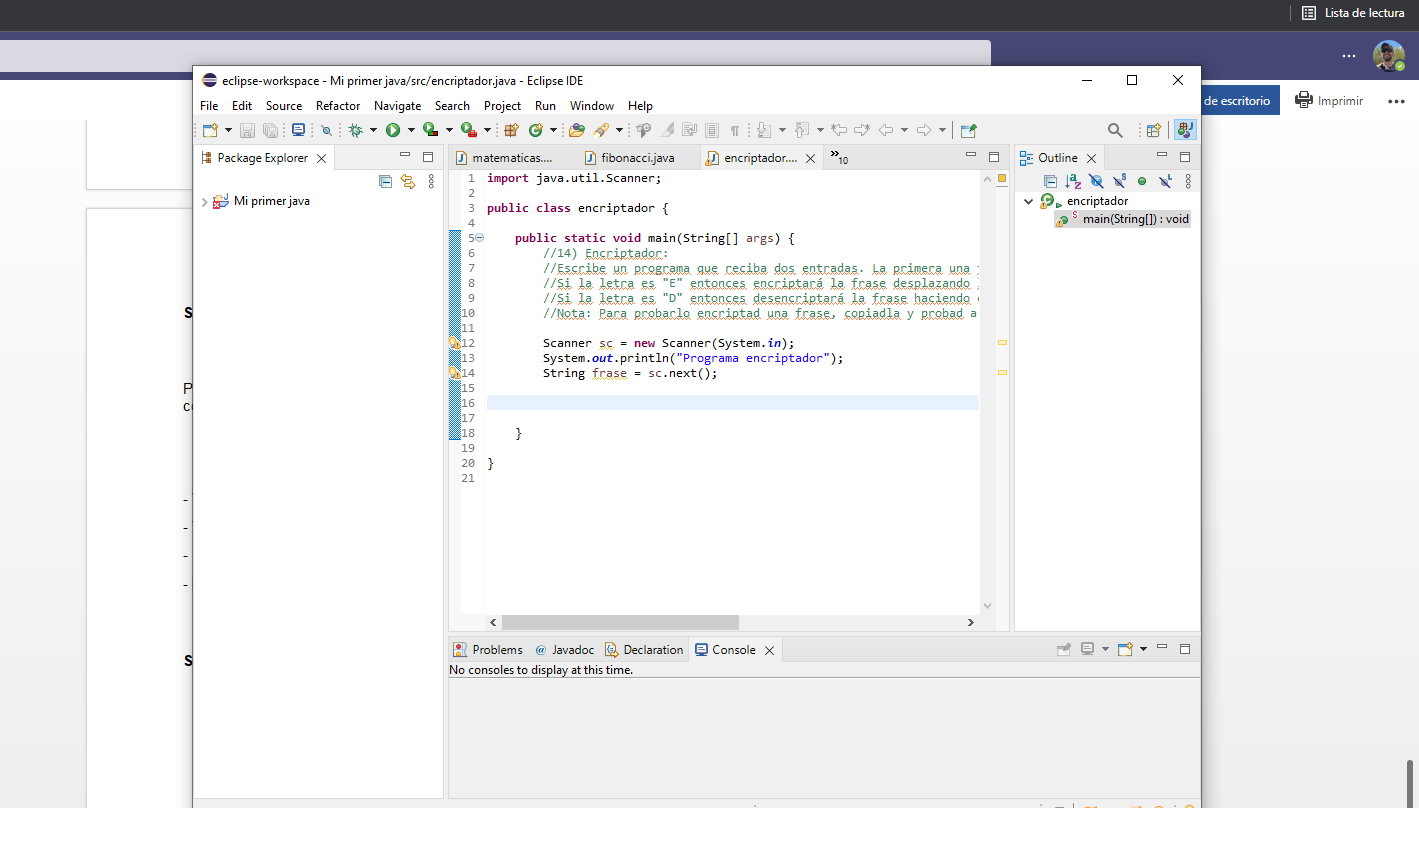 Lista de lectura
eclipse-workspace - Mi primer java/src/encriptador.java - Eclipse IDE
File Edit Source Refactor Navigate Search Project Run Window Help
de escritorio
Imprimir
Package Explorer
matematicas....
fibonacci.java
encriptador....
10
Outline
Mi primer java
encriptador
main(String[]) : void
1 import java.util.Scanner;
2
3 public class encriptador {
4
5 public static void main(String[] args) {
6 //14) Encriptador:
7 //Escribe un programa que reciba dos entradas. La primera una
8 //Si la letra es "E" entonces encriptará la frase desplazando
9 //Si la letra es "D" entonces desencriptará la frase haciendo
10 //Nota: Para probarlo encriptad una frase, copiadla y probad a
11
12 Scanner sc = new Scanner(System.in);
13 System.out.println("Programa encriptador");
14 String frase = sc.next();
15
16
17
18 }
19
20 }
21
Problems @ Javadoc Declaration Console
No consoles to display at this time.